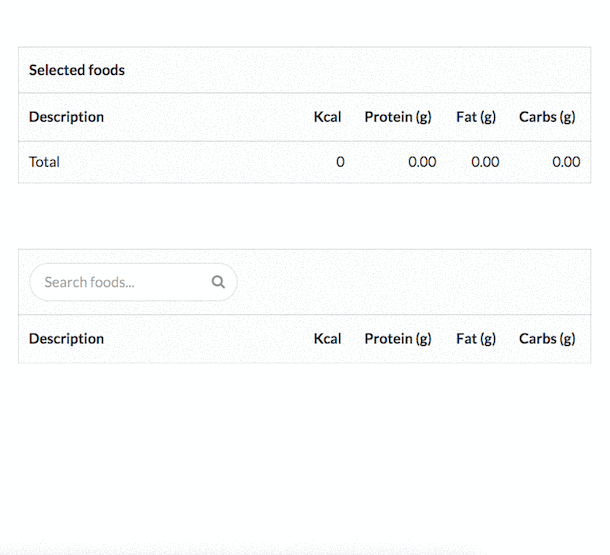 Selected foods
Description Kcal Protein (g) Fat (g) Carbs (g)
Total 0 0.00 0.00 0.00
Search foods...
Description Kcal Protein (g) Fat (g) Carbs (g)